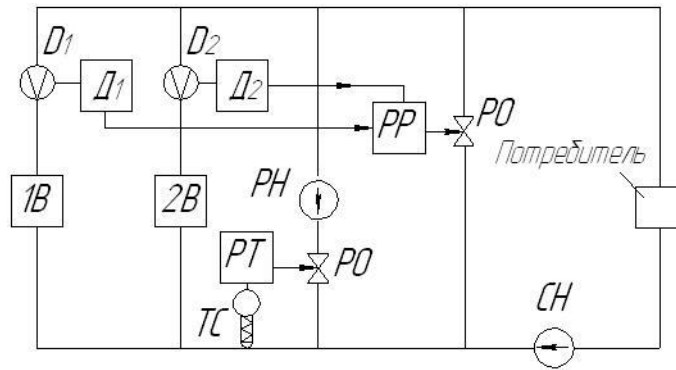 D1
D2
Д1
Д2
РР
РО
Потребитель
1В
2В
РН
РТ
РО
ТС
СН